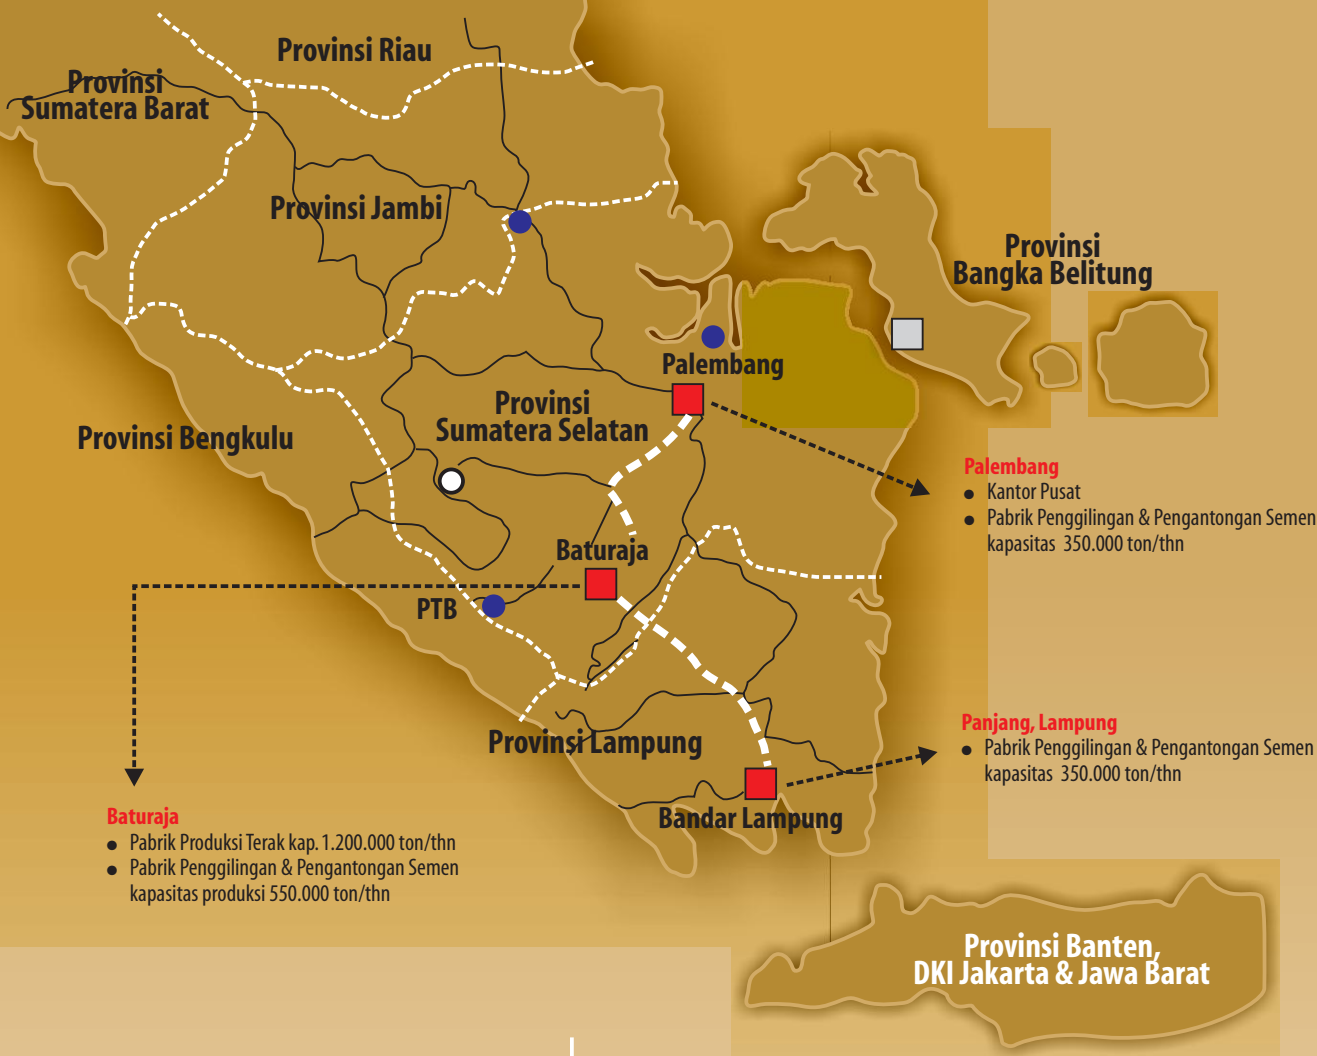 Provinsi Riau
Provinsi
Sumatera Barat
Provinsi Jambi
Provinsi
Bangka Belitung
Palembang
Provinsi
Sumatera Selatan
Provinsi Bengkulu
Palembang
● Kantor Pusat
● Pabrik Penggilingan & Pengantongan Semen
kapasitas 350.000 ton/thn
Baturaja
PTB
Panjang, Lampung
● Pabrik Penggilingan & Pengantongan Semen
kapasitas 350.000 ton/thn
Provinsi Lampung
Bandar Lampung
Baturaja
● Pabrik Produksi Terak kap. 1.200.000 ton/thn
● Pabrik Penggilingan & Pengantongan Semen
kapasitas produksi 550.000 ton/thn
Provinsi Banten,
DKI Jakarta & Jawa Barat